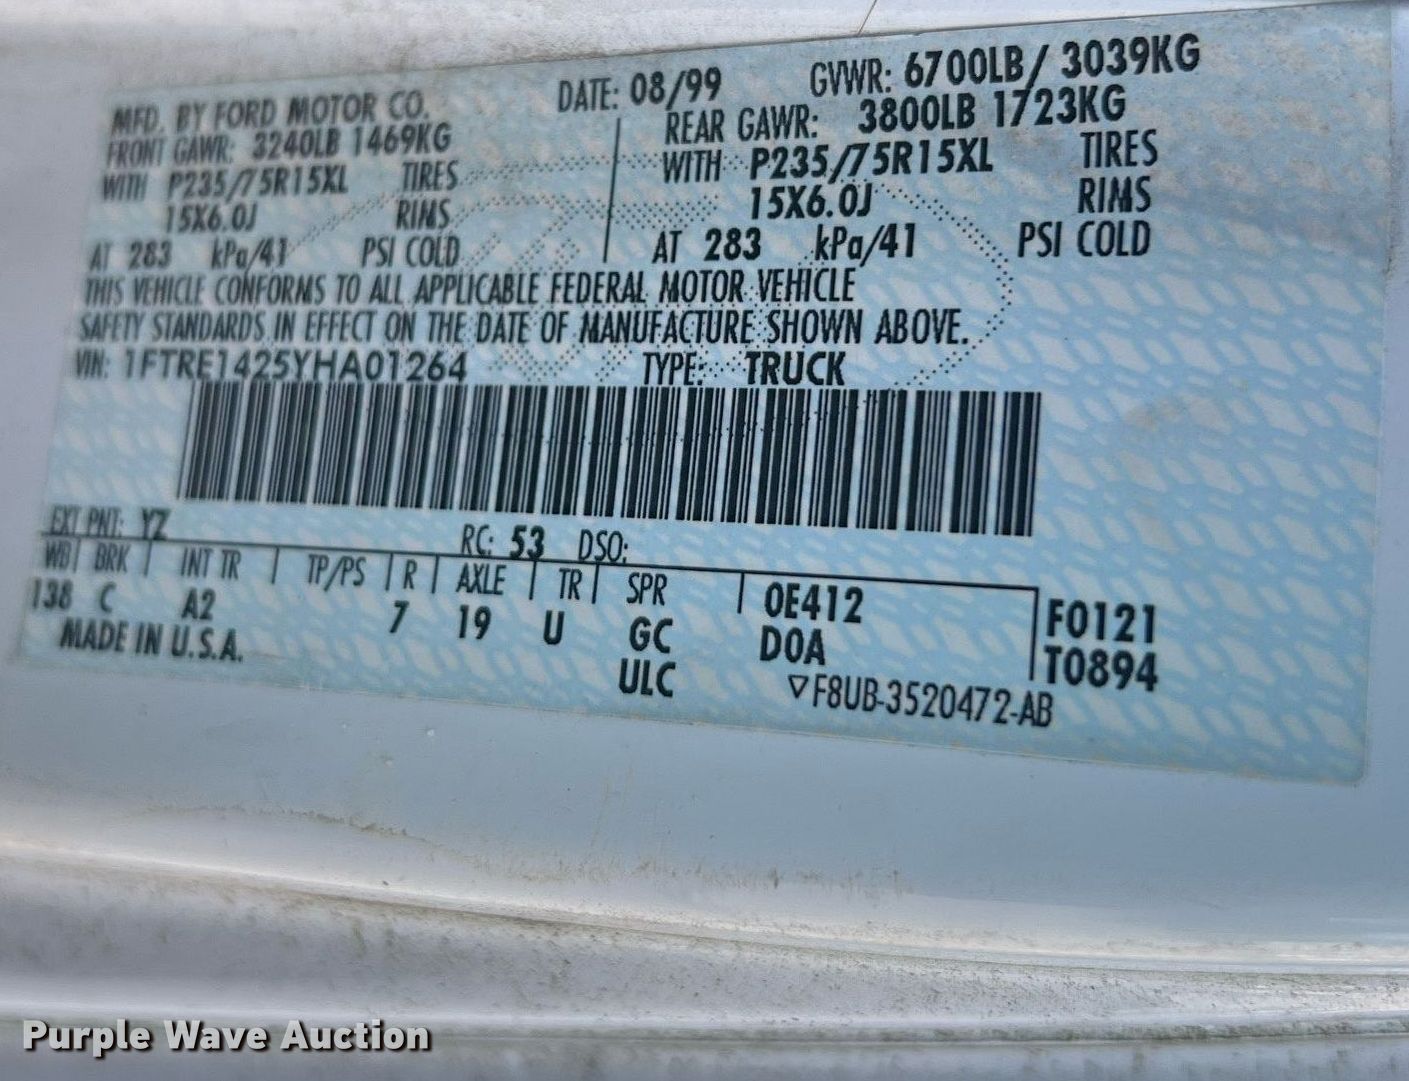 MFD. BY FORD MOTOR CO. DATE: 08/99 GVWR: 6700LB/ 3039KG
FRONT GAWR: 3240LB 1469KG REAR GAWR: 3800LB 1723KG
WITH P235/75R15XL TIRES WITH P235/75R15XL TIRES
15X6.0J RIMS 15X6.0J RIMS
AT 283 kPa/41 PSI COLD AT 283 kPa/41 PSI COLD
THIS VEHICLE CONFORMS TO ALL APPLICABLE FEDERAL MOTOR VEHICLE
SAFETY STANDARDS IN EFFECT ON THE DATE OF MANUFACTURE SHOWN ABOVE.
VIN: 1FTRE1425YHA01264 TYPE: TRUCK
EXT PNT: YZ RC: 53 DSO:
WB BRK INT TR TP/PS R AXLE TR SPR OE412 F0121
138 C A2 7 19 U GC DOA T0894
MADE IN U.S.A. ULC ▽F8UB-3520472-AB
Purple Wave Auction